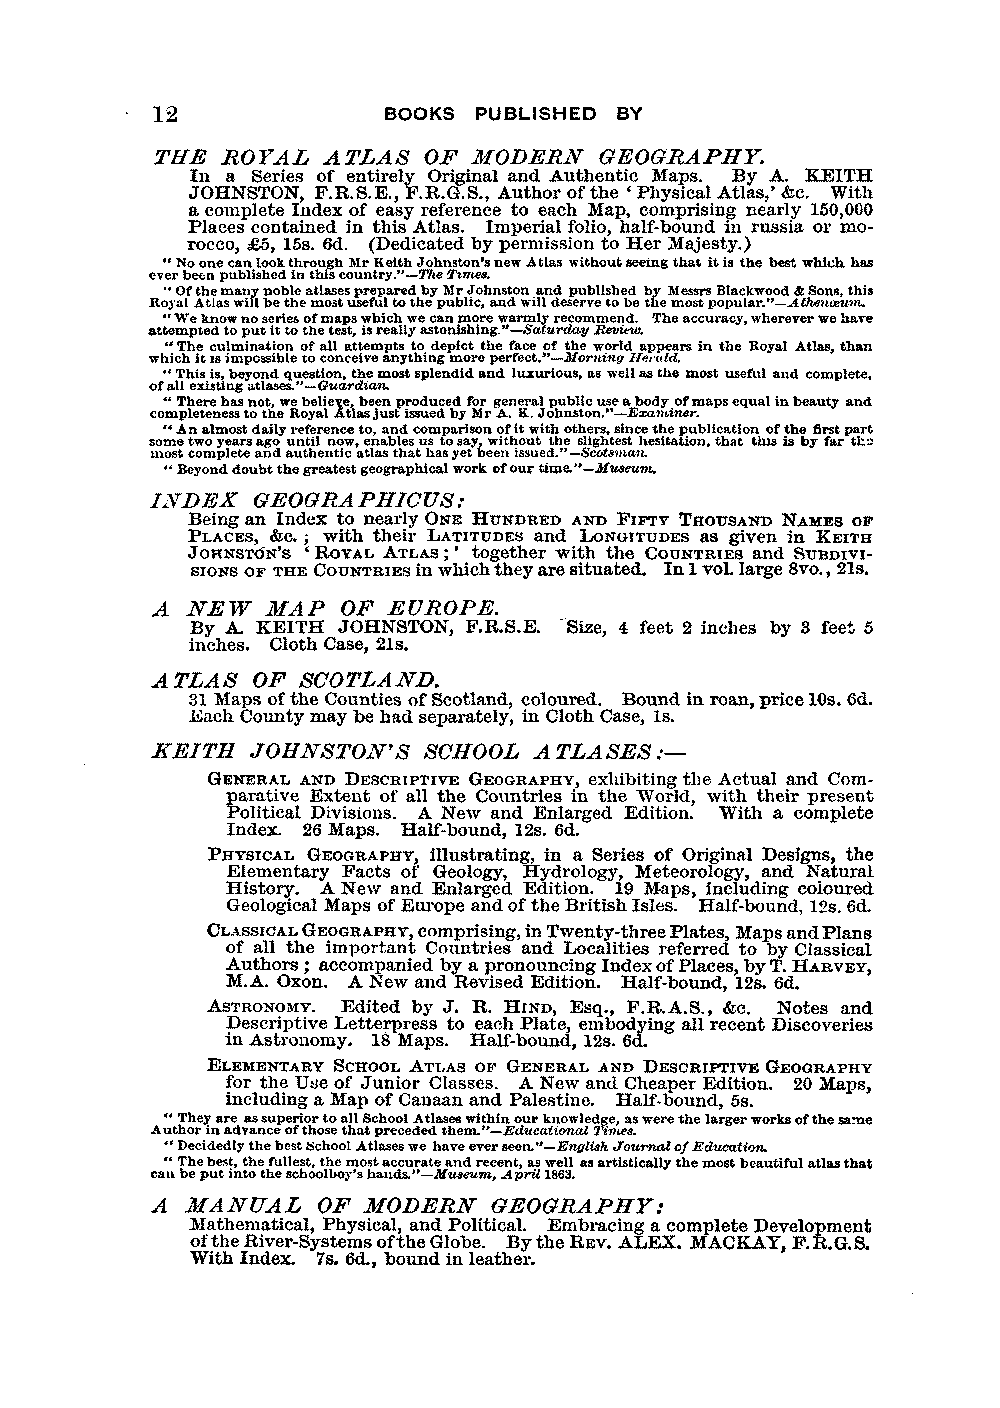 12 BOOKS PUBLISHED BY
THE ROYAL ATLAS OF MODERN GEOGRAPHY.
In a Series of entirely Original and Authentic Maps. By A. KEITH
JOHNSTON, F.R.S.E., F.R.G.S., Author of the ‘Physical Atlas,’ &c. With
a complete Index of easy reference to each Map, comprising nearly 150,000
Places contained in this Atlas. Imperial folio, half-bound in russia or mo-
rocco, £5, 15s. 6d. (Dedicated by permission to Her Majesty.)
“No one can look through Mr Keith Johnston's new Atlas without seeing that it is the best which has
ever been published in this country.”—The Times.
“Of the many noble atlases prepared by Mr Johnston and published by Messrs Blackwood & Sons, this
Royal Atlas will be the most useful to the public, and will deserve to be the most popular.”—Athenæum.
“We know no series of maps which we can more warmly recommend. The accuracy, wherever we have
attempted to put it to the test, is really astonishing.”—Saturday Review.
“The culmination of all attempts to depict the face of the world appears in the Royal Atlas, than
which it is impossible to conceive anything more perfect.”—Morning Herald.
“This is, beyond question, the most splendid and luxurious, as well as the most useful and complete,
of all existing atlases.”—Guardian.
“There has not, we believe, been produced for general public use a body of maps equal in beauty and
completeness to the Royal Atlas just issued by Mr A. K. Johnston.”—Examiner.
“An almost daily reference to, and comparison of it with others, since the publication of the first part
some two years ago until now, enables us to say, without the slightest hesitation, that this is by far the
most complete and authentic atlas that has yet been issued.”—Scotsman.
“Beyond doubt the greatest geographical work of our time.”—Museum.
INDEX GEOGRAPHICUS:
Being an Index to nearly ONE HUNDRED AND FIFTY THOUSAND NAMES OF
PLACES, &c.; with their LATITUDES and LONGITUDES as given in KEITH
JOHNSTON'S ‘ROYAL ATLAS;’ together with the COUNTRIES and SUBDIVI-
SIONS OF THE COUNTRIES in which they are situated. In 1 vol. large 8vo., 21s.
A NEW MAP OF EUROPE.
By A. KEITH JOHNSTON, F.R.S.E. Size, 4 feet 2 inches by 3 feet 5
inches. Cloth Case, 21s.
ATLAS OF SCOTLAND.
31 Maps of the Counties of Scotland, coloured. Bound in roan, price 10s. 6d.
Each County may be had separately, in Cloth Case, 1s.
KEITH JOHNSTON'S SCHOOL ATLASES:—
GENERAL AND DESCRIPTIVE GEOGRAPHY, exhibiting the Actual and Com-
parative Extent of all the Countries in the World, with their present
Political Divisions. A New and Enlarged Edition. With a complete
Index. 26 Maps. Half-bound, 12s. 6d.
PHYSICAL GEOGRAPHY, illustrating, in a Series of Original Designs, the
Elementary Facts of Geology, Hydrology, Meteorology, and Natural
History. A New and Enlarged Edition. 19 Maps, including coloured
Geological Maps of Europe and of the British Isles. Half-bound, 12s. 6d.
CLASSICAL GEOGRAPHY, comprising, in Twenty-three Plates, Maps and Plans
of all the important Countries and Localities referred to by Classical
Authors; accompanied by a pronouncing Index of Places, by T. HARVEY,
M.A. Oxon. A New and Revised Edition. Half-bound, 12s. 6d.
ASTRONOMY. Edited by J. R. HIND, Esq., F.R.A.S., &c. Notes and
Descriptive Letterpress to each Plate, embodying all recent Discoveries
in Astronomy. 18 Maps. Half-bound, 12s. 6d.
ELEMENTARY SCHOOL ATLAS OF GENERAL AND DESCRIPTIVE GEOGRAPHY
for the Use of Junior Classes. A New and Cheaper Edition. 20 Maps,
including a Map of Canaan and Palestine. Half-bound, 5s.
“They are as superior to all School Atlases within our knowledge, as were the larger works of the same
Author in advance of those that preceded them.”—Educational Times.
“Decidedly the best School Atlases we have ever seen.”—English Journal of Education.
“The best, the fullest, the most accurate and recent, as well as artistically the most beautiful atlas that
can be put into the schoolboy's hands.”—Museum, April 1863.
A MANUAL OF MODERN GEOGRAPHY:
Mathematical, Physical, and Political. Embracing a complete Development
of the River-Systems of the Globe. By the REV. ALEX. MACKAY, F.R.G.S.
With Index. 7s. 6d., bound in leather.